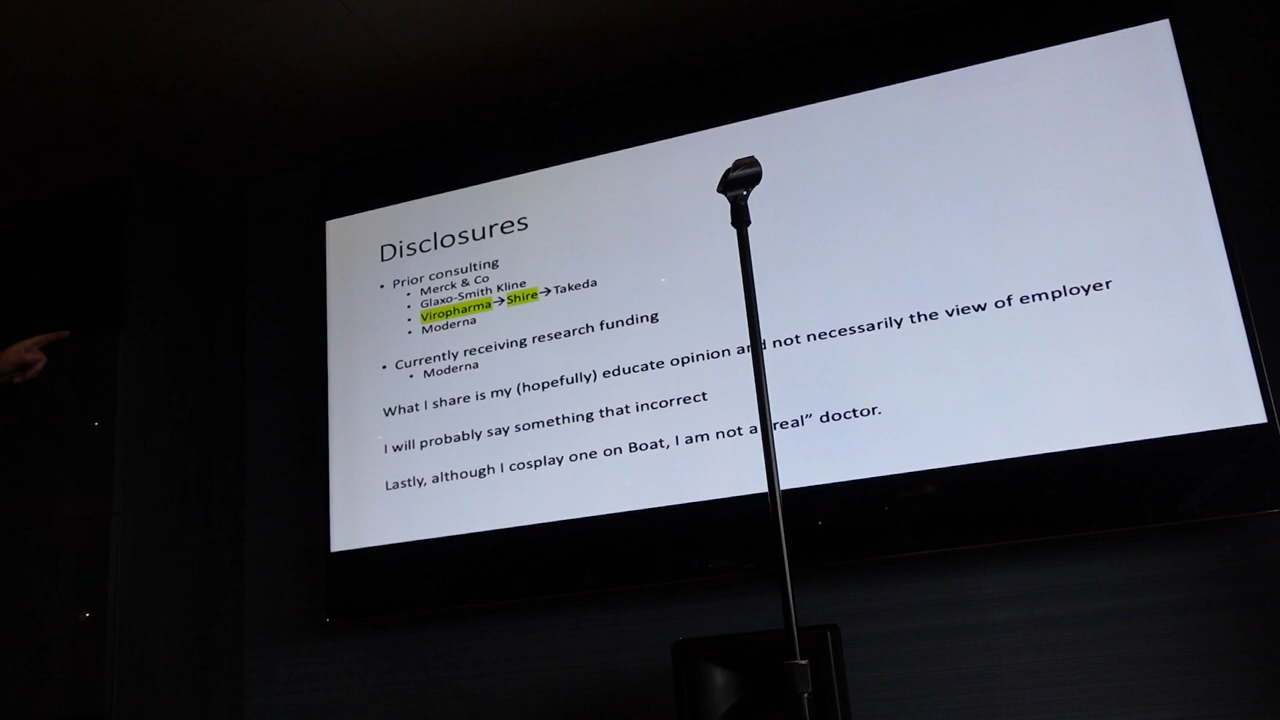 Disclosures
• Prior consulting
• Merck & Co
• Glaxo-Smith Kline
• Viropharma→Shire→Takeda
• Moderna
• Currently receiving research funding
• Moderna
What I share is my (hopefully) educate opinion and not necessarily the view of employer
I will probably say something that incorrect
Lastly, although I cosplay one on Boat, I am not a real” doctor.